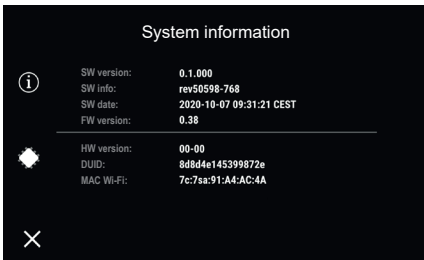 System information
SW version: 0.1.000
SW info: rev50598-768
SW date: 2020-10-07 09:31:21 CEST
FW version: 0.38
HW version: 00-00
DUID: 8d8d4e145399872e
MAC Wi-Fi: 7c:7sa:91:A4:AC:4A